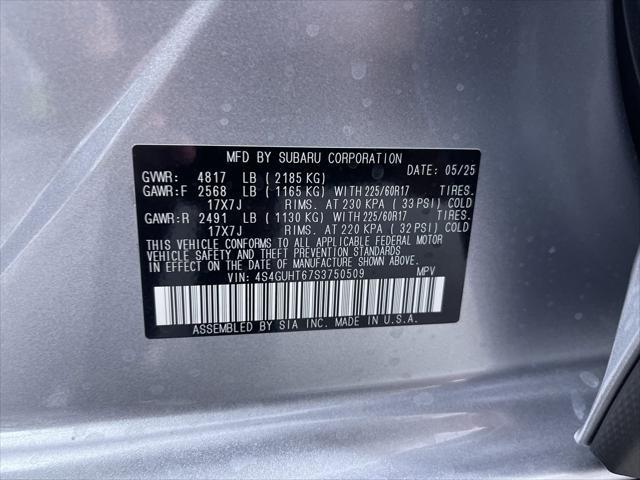 MFD BY SUBARU CORPORATION DATE: 05/25
GVWR: 4817 LB ( 2185 KG)
GAWR:F 2568 LB ( 1165 KG) WITH 225/60R17 TIRES.
17X7J RIMS. AT 230 KPA ( 33 PSI) COLD
GAWR:R 2491 LB ( 1130 KG) WITH 225/60R17 TIRES.
17X7J RIMS. AT 220 KPA ( 32 PSI) COLD
THIS VEHICLE CONFORMS TO ALL APPLICABLE FEDERAL MOTOR
VEHICLE SAFETY AND THEFT PREVENTION STANDARDS
IN EFFECT ON THE DATE OF MANUFACTURE SHOWN ABOVE.
VIN: 4S4GUHT67S3750509 MPV
ASSEMBLED BY SIA INC. MADE IN U.S.A.